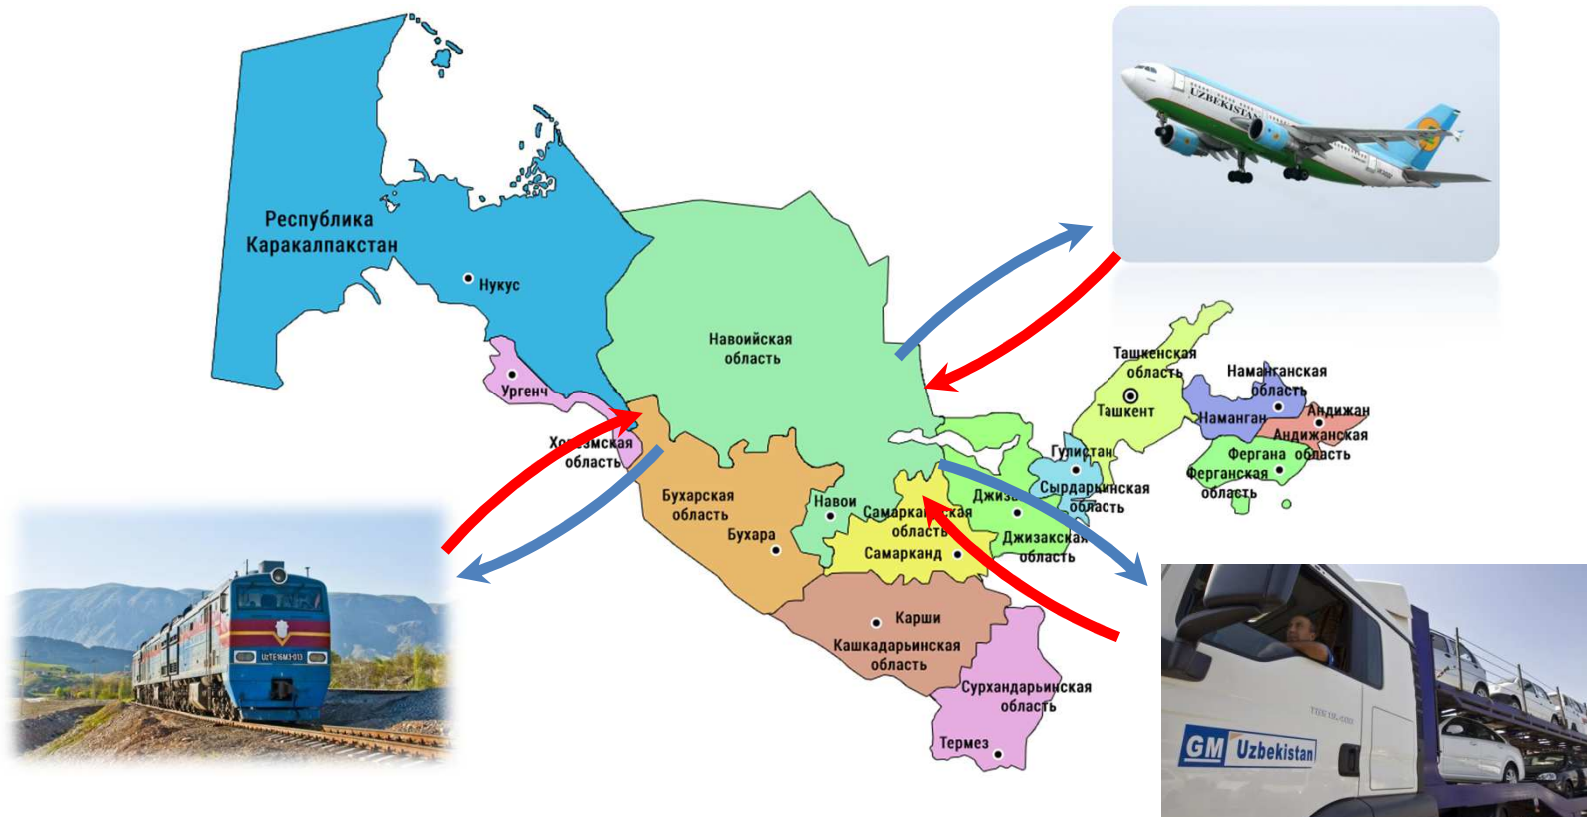 UZBEKISTAN
Республика
Каракалпакстан
Нукус
Навоийская
область
Ташкенская
область
Ташкент
Наманганская
область
Наманган
Андижан
Андижанская
область
Фергана
Ферганская
область
Ургенч
Хорезмская
область
Гулистан
Сырдарьинская
область
Бухарская
область
Бухара
Навои
Самаркандская
область
Самарканд
Джизакская
область
Карши
Кашкадарьинская
область
Сурхандарьинская
область
Термез
UzTE16M3-013
GM Uzbekistan